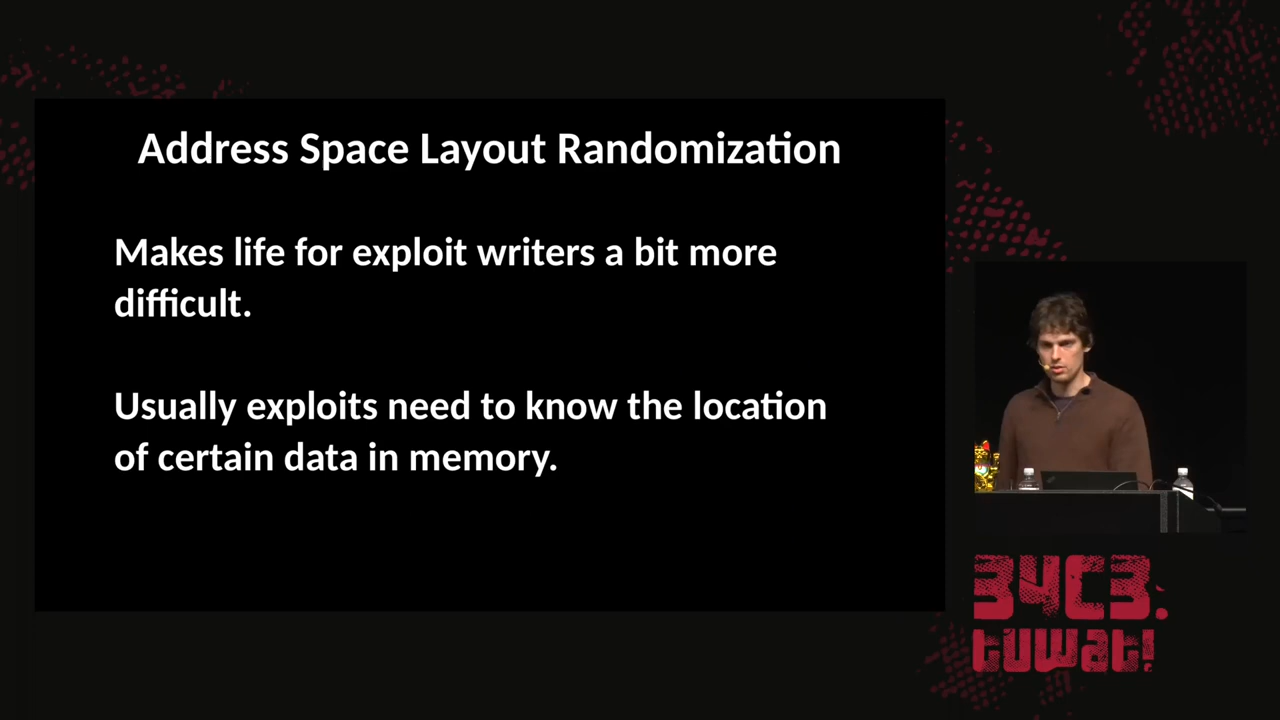 Address Space Layout Randomization
Makes life for exploit writers a bit more
difficult.
Usually exploits need to know the location
of certain data in memory.
34C3.
tuwat!